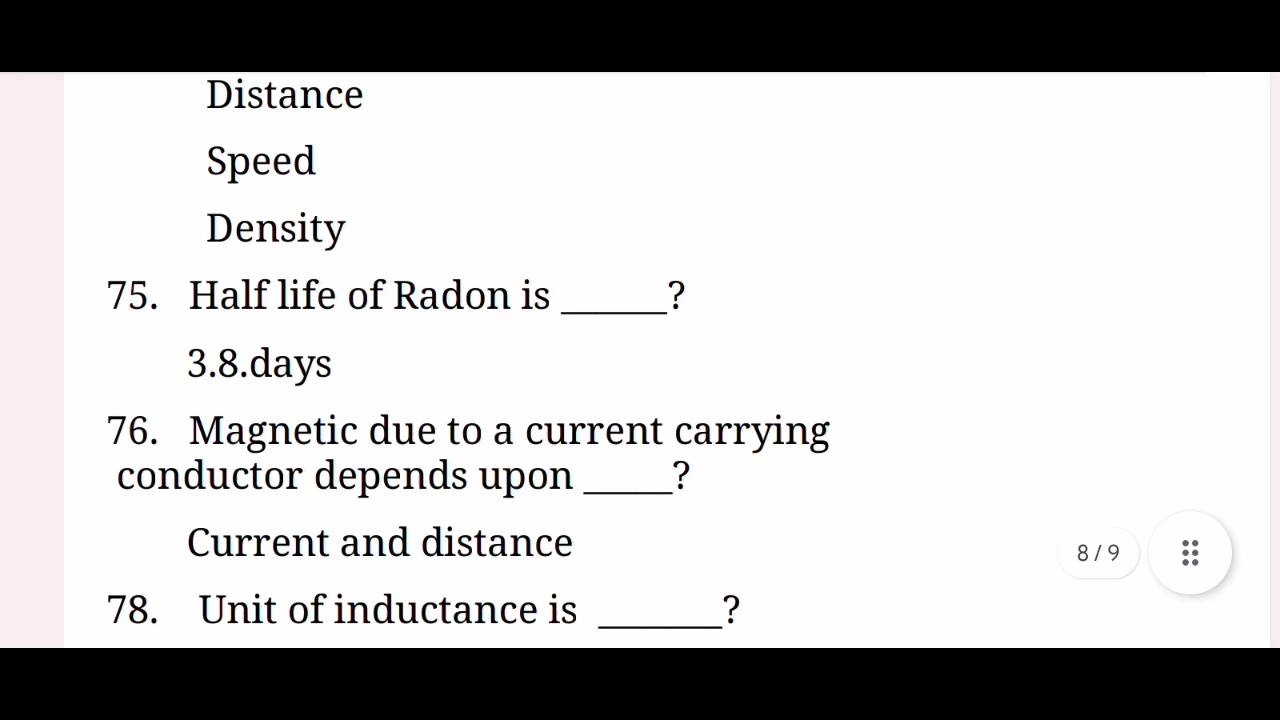 Distance
Speed
Density
75. Half life of Radon is ______?
3.8.days
76. Magnetic due to a current carrying
conductor depends upon _____?
Current and distance
8 / 9
78. Unit of inductance is _______?